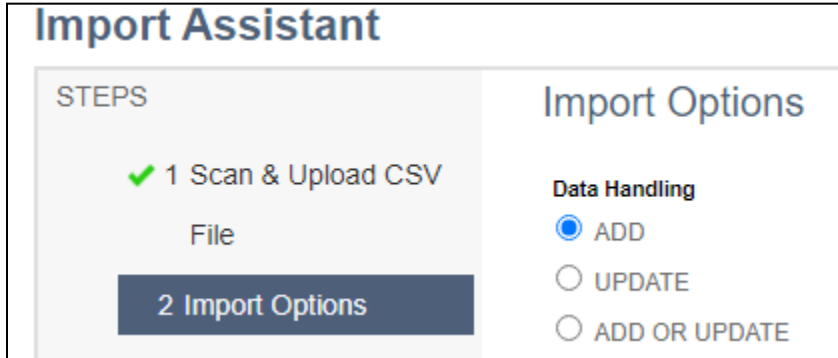 Import Assistant
STEPS
1 Scan & Upload CSV
File
2 Import Options
Import Options
Data Handling
ADD
UPDATE
ADD OR UPDATE